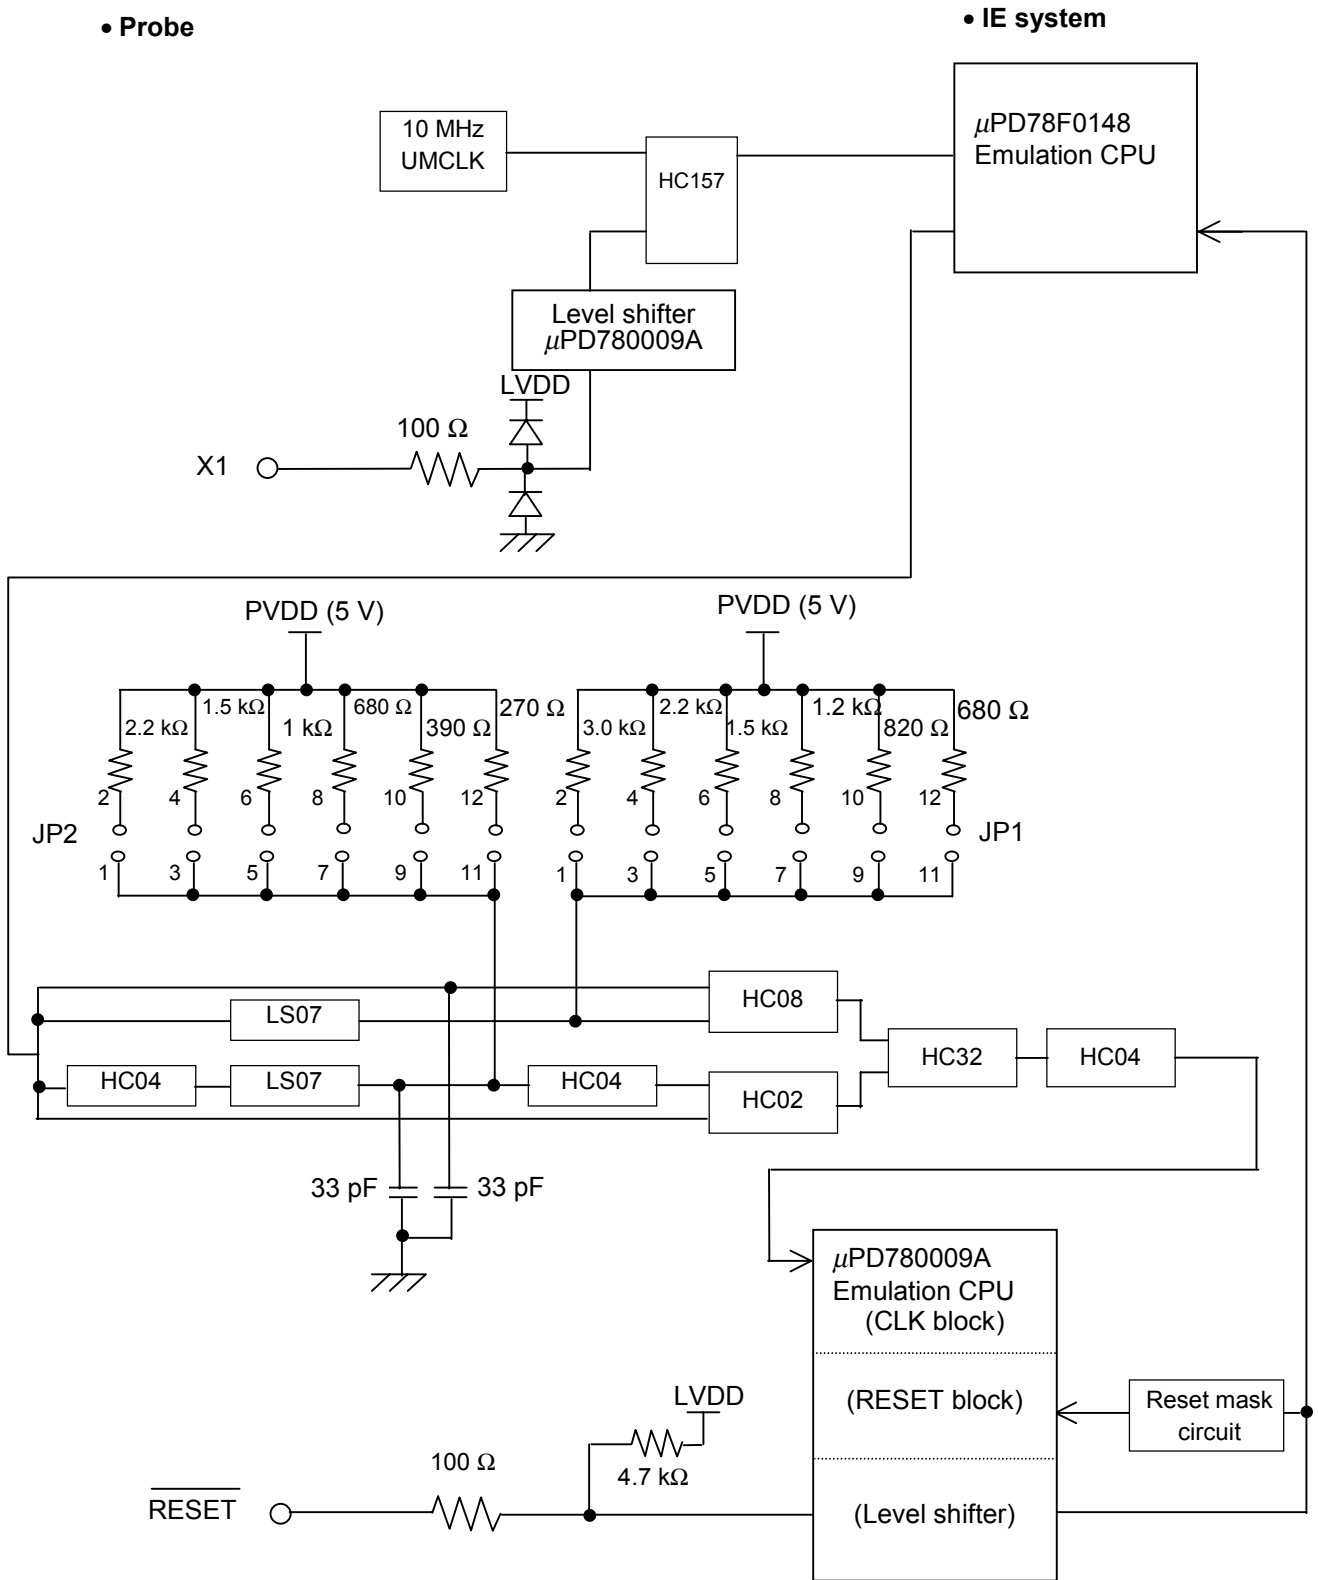 • Probe
• IE system
10 MHz
UMCLK
HC157
μPD78F0148
Emulation CPU
Level shifter
μPD780009A
LVDD
100 Ω
X1
PVDD (5 V)
PVDD (5 V)
2.2 kΩ
1.5 kΩ
1 kΩ
680 Ω
390 Ω
270 Ω
3.0 kΩ
2.2 kΩ
1.5 kΩ
1.2 kΩ
820 Ω
680 Ω
2 4 6 8 10 12 2 4 6 8 10 12
JP2
JP1
1 3 5 7 9 11 1 3 5 7 9 11
LS07
HC08
HC04
LS07
HC04
HC02
HC32
HC04
33 pF
33 pF
μPD780009A
Emulation CPU
(CLK block)
(RESET block)
Reset mask
circuit
LVDD
4.7 kΩ
100 Ω
RESET
(Level shifter)